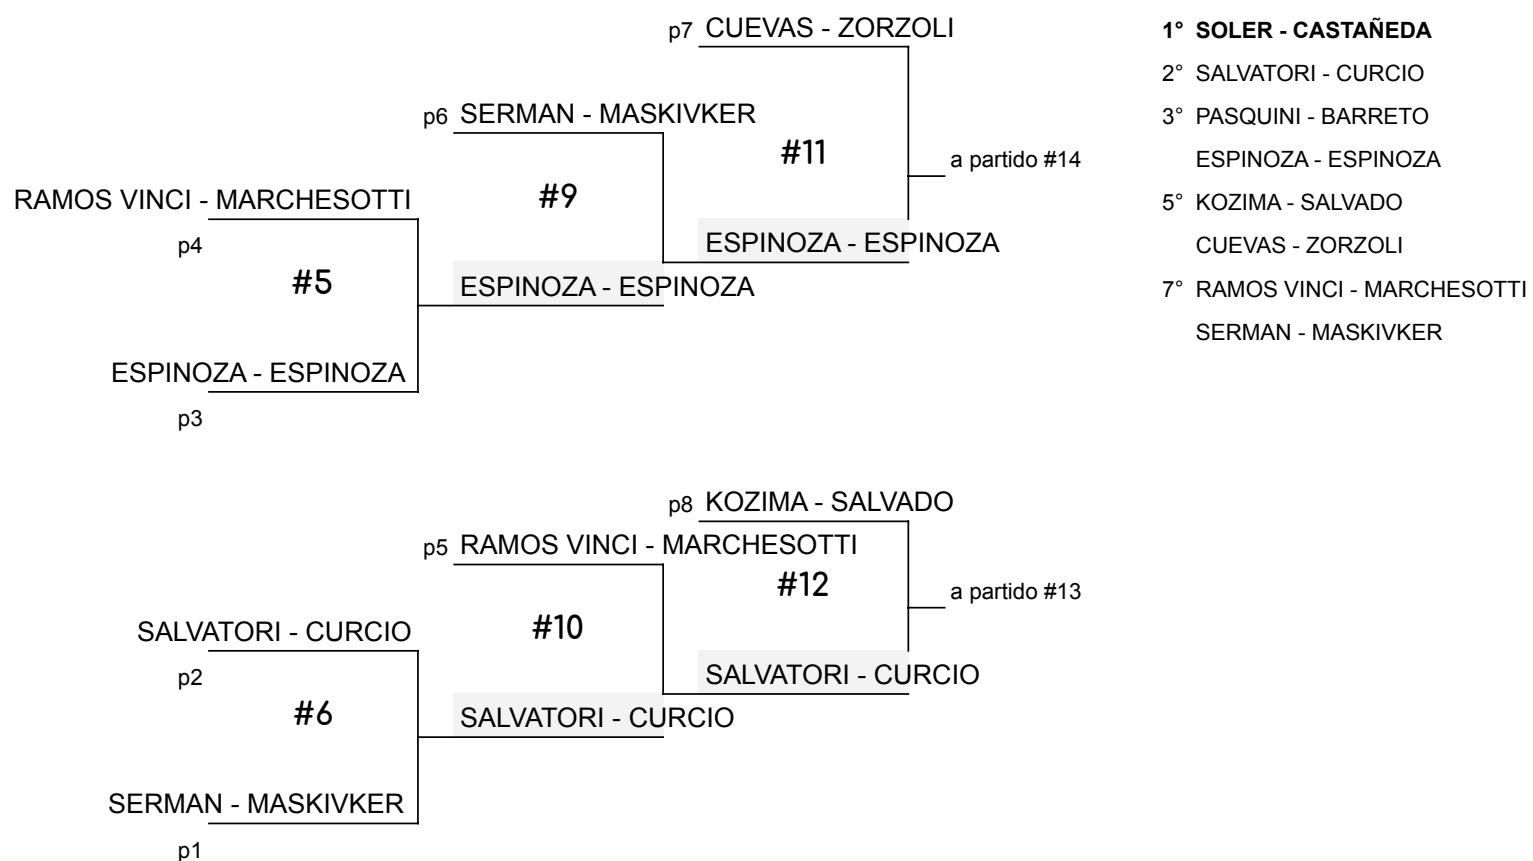 p7 CUEVAS - ZORZOLI
p6 SERMAN - MASKIVKER
#11
a partido #14
RAMOS VINCI - MARCHESOTTI
#9
p4
ESPINOZA - ESPINOZA
#5
ESPINOZA - ESPINOZA
ESPINOZA - ESPINOZA
p3
p8 KOZIMA - SALVADO
p5 RAMOS VINCI - MARCHESOTTI
#12
a partido #13
SALVATORI - CURCIO
#10
p2
SALVATORI - CURCIO
#6
SALVATORI - CURCIO
SERMAN - MASKIVKER
p1
1° SOLER - CASTAÑEDA
2° SALVATORI - CURCIO
3° PASQUINI - BARRETO
ESPINOZA - ESPINOZA
5° KOZIMA - SALVADO
CUEVAS - ZORZOLI
7° RAMOS VINCI - MARCHESOTTI
SERMAN - MASKIVKER